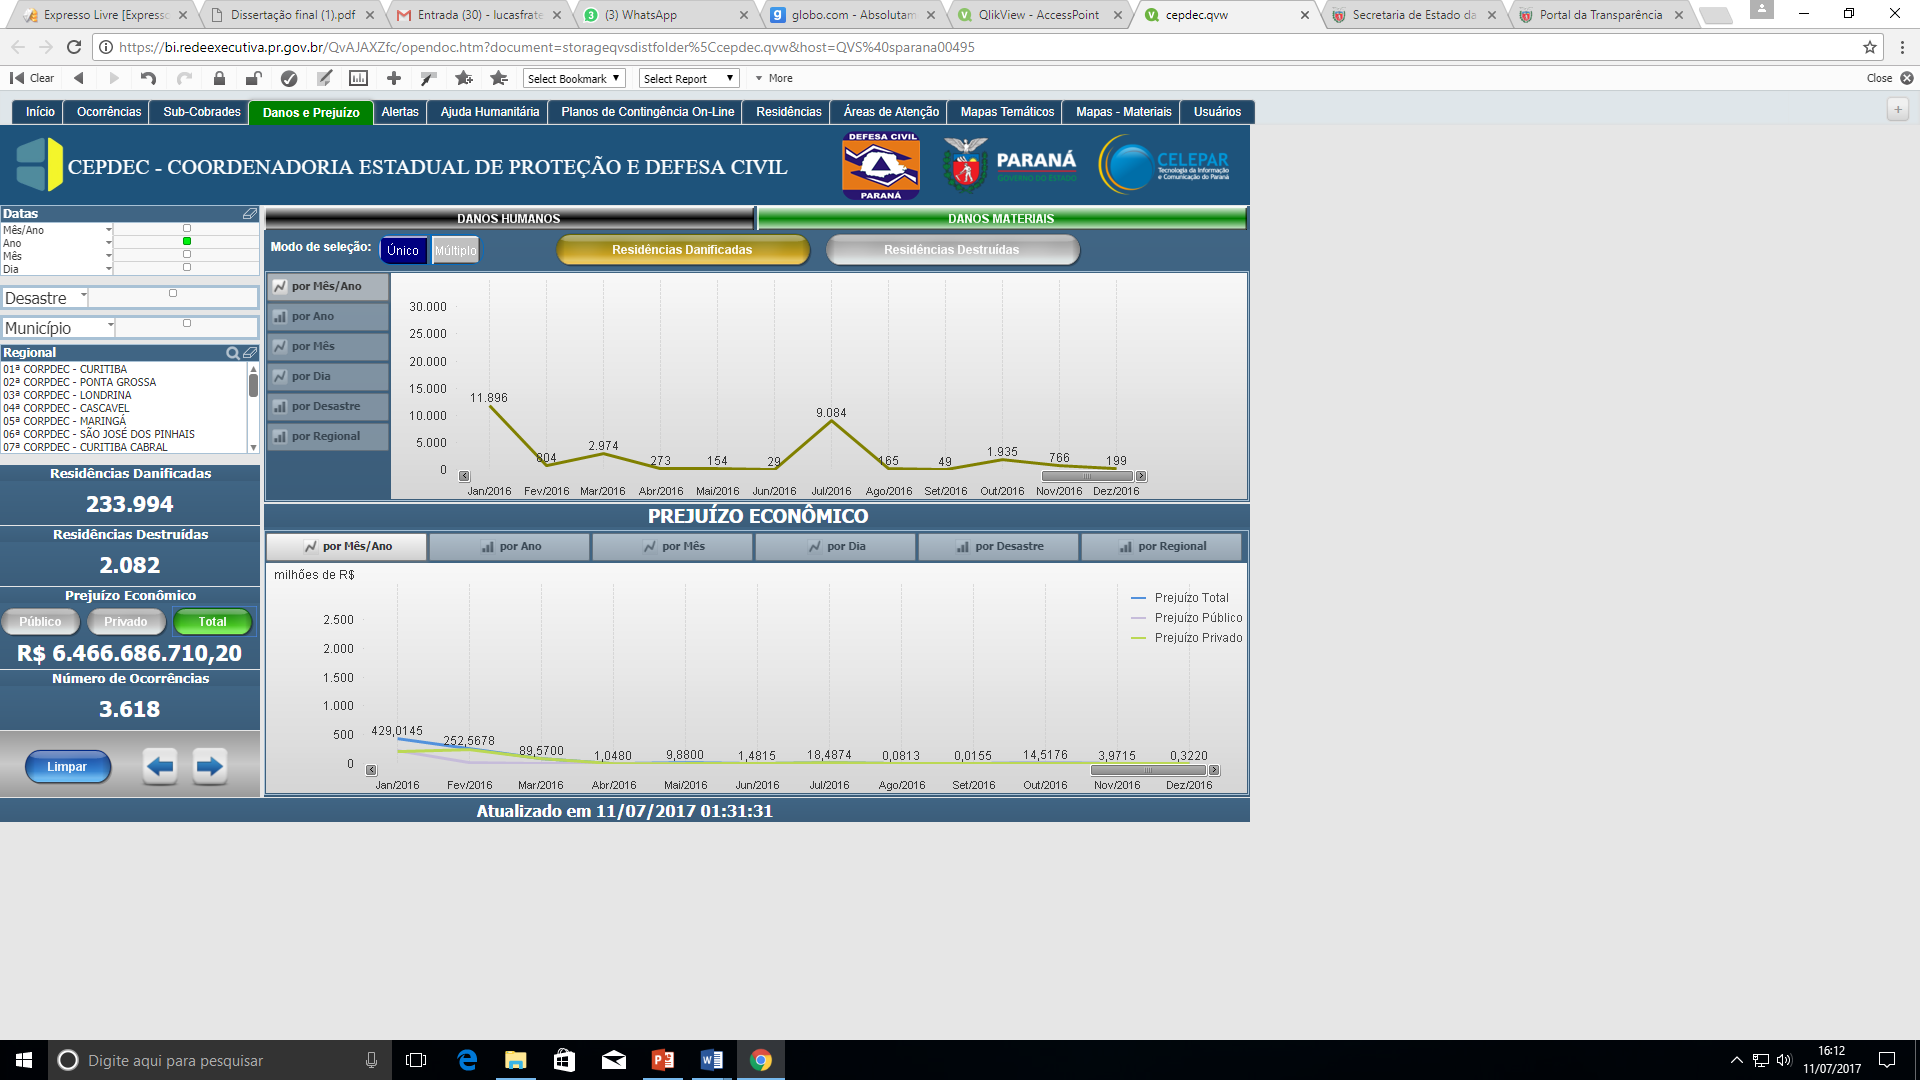 Expresso Livre [Expresso
Dissertação final (1).pdf
Entrada (30) - lucasfrate
(3) WhatsApp
globo.com - Absolutam
QlikView - AccessPoint
cepdec.qvw
Secretaria de Estado da
Portal da Transparência
https://bi.redeexecutiva.pr.gov.br/QvAJAXZfc/opendoc.htm?document=storageqvsdistfolder%5Ccepdec.qvw&host=QVS%40sparana00495
Clear
Select Bookmark
Select Report
More
Close
Início
Ocorrências
Sub-Cobrades
Danos e Prejuízo
Alertas
Ajuda Humanitária
Planos de Contingência On-Line
Residências
Áreas de Atenção
Mapas Temáticos
Mapas - Materiais
Usuários
CEPDEC - COORDENADORIA ESTADUAL DE PROTEÇÃO E DEFESA CIVIL
DEFESA CIVIL
PARANÁ
PARANÁ
GOVERNO DO ESTADO
CELEPAR
Tecnologia da Informação
e Comunicação do Paraná
Datas
Mês/Ano
Ano
Mês
Dia
Desastre
Município
Regional
01ª CORPDEC - CURITIBA
02ª CORPDEC - PONTA GROSSA
03ª CORPDEC - LONDRINA
04ª CORPDEC - CASCAVEL
05ª CORPDEC - MARINGÁ
06ª CORPDEC - SÃO JOSÉ DOS PINHAIS
07ª CORPDEC - CURITIBA CABRAL
Residências Danificadas
233.994
Residências Destruídas
2.082
Prejuízo Econômico
Público
Privado
Total
R$ 6.466.686.710,20
Número de Ocorrências
3.618
Limpar
DANOS HUMANOS
DANOS MATERIAIS
Modo de seleção:
Único
Múltiplo
Residências Danificadas
Residências Destruídas
por Mês/Ano
por Ano
por Mês
por Dia
por Desastre
por Regional
30.000
25.000
20.000
15.000
10.000
5.000
0
11.896
804
2.974
273
154
29
9.084
165
49
1.935
766
199
Jan/2016
Fev/2016
Mar/2016
Abr/2016
Mai/2016
Jun/2016
Jul/2016
Ago/2016
Set/2016
Out/2016
Nov/2016
Dez/2016
PREJUÍZO ECONÔMICO
por Mês/Ano
por Ano
por Mês
por Dia
por Desastre
por Regional
milhões de R$
Prejuízo Total
Prejuízo Público
Prejuízo Privado
2.500
2.000
1.500
1.000
500
0
429,0145
252,5678
89,5700
1,0480
9,8800
1,4815
18,4874
0,0813
0,0155
14,5176
3,9715
0,3220
Jan/2016
Fev/2016
Mar/2016
Abr/2016
Mai/2016
Jun/2016
Jul/2016
Ago/2016
Set/2016
Out/2016
Nov/2016
Dez/2016
Atualizado em 11/07/2017 01:31:31
Digite aqui para pesquisar
16:12
11/07/2017